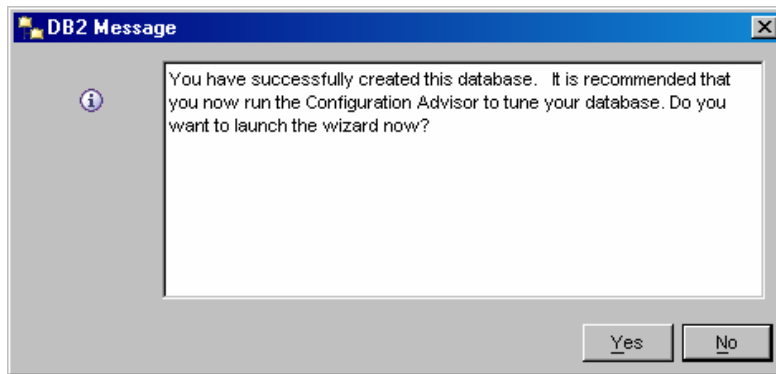 DB2 Message
You have successfully created this database.   It is recommended that
you now run the Configuration Advisor to tune your database. Do you
want to launch the wizard now?
Yes
No